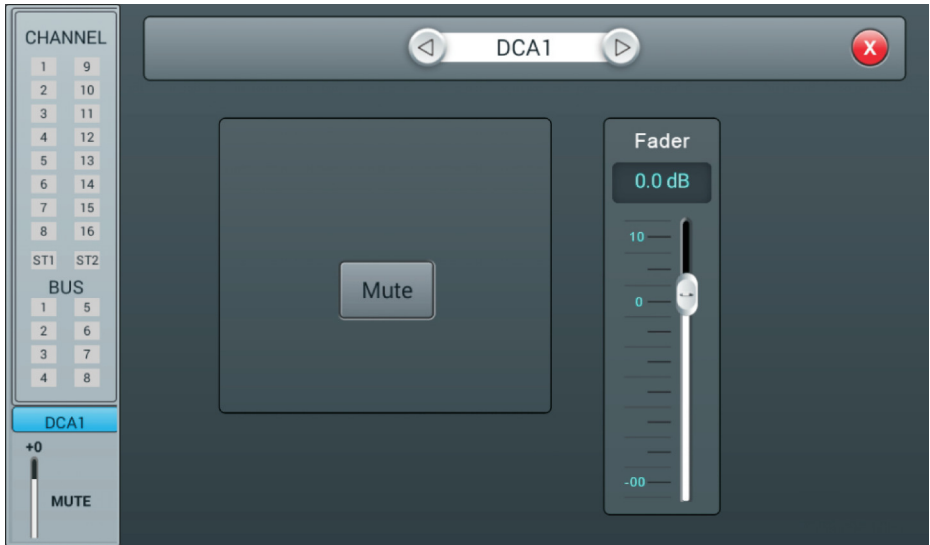 CHANNEL
1 9
2 10
3 11
4 12
5 13
6 14
7 15
8 16
ST1 ST2
BUS
1 5
2 6
3 7
4 8
DCA1
+0
MUTE
DCA1
X
Mute
Fader
0.0 dB
10
0
-00